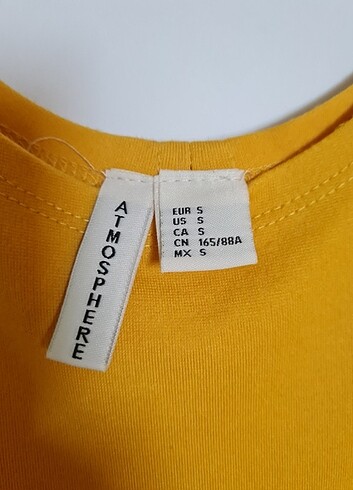 ATMOSPHERE
EUR S
US S
CA S
CN 165/88A
MX S